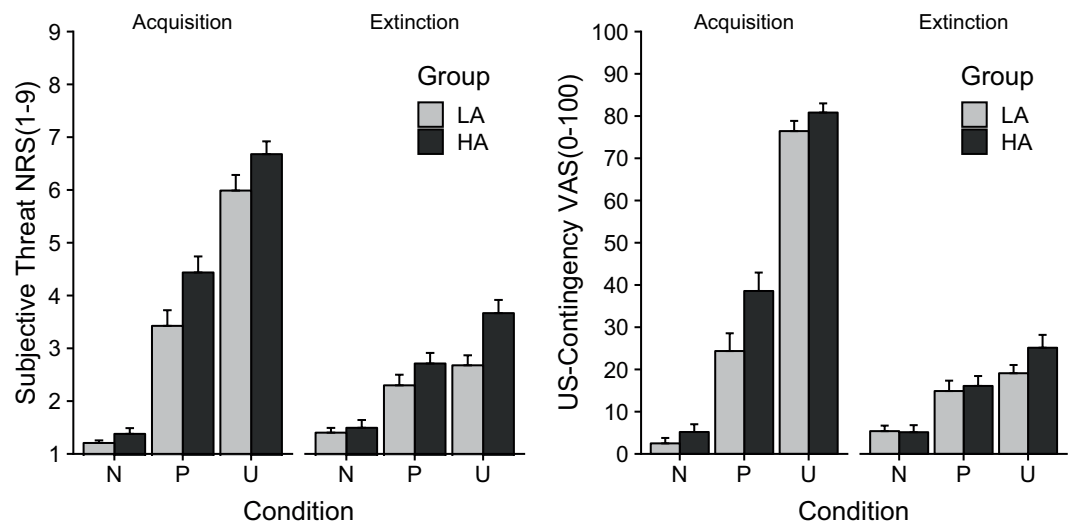 Acquisition Extinction
Subjective Threat NRS(1-9)
9
8
7
6
5
4
3
2
1
Group
LA
HA
N P U N P U
Condition
Acquisition Extinction
US-Contingency VAS(0-100)
100
90
80
70
60
50
40
30
20
10
0
Group
LA
HA
N P U N P U
Condition